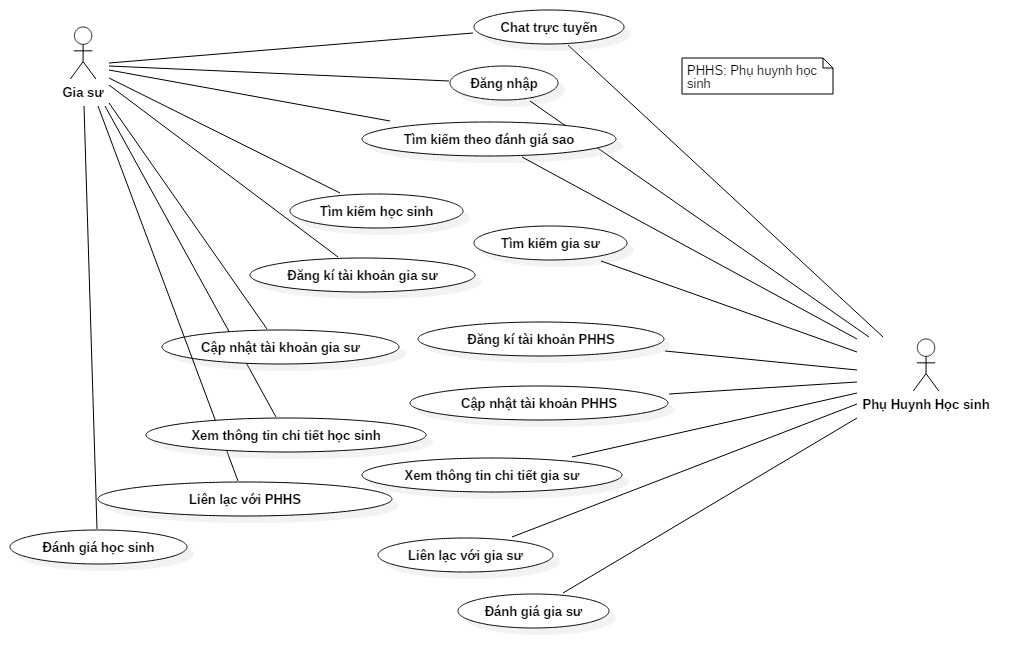 Chat trực tuyến
Gia sư
Đăng nhập
PHHS: Phụ huynh học
sinh
Tìm kiếm theo đánh giá sao
Tìm kiếm học sinh
Tìm kiếm gia sư
Đăng kí tài khoản gia sư
Cập nhật tài khoản gia sư
Đăng kí tài khoản PHHS
Cập nhật tài khoản PHHS
Phụ Huynh Học sinh
Xem thông tin chi tiết học sinh
Xem thông tin chi tiết gia sư
Liên lạc với PHHS
Đánh giá học sinh
Liên lạc với gia sư
Đánh giá gia sư